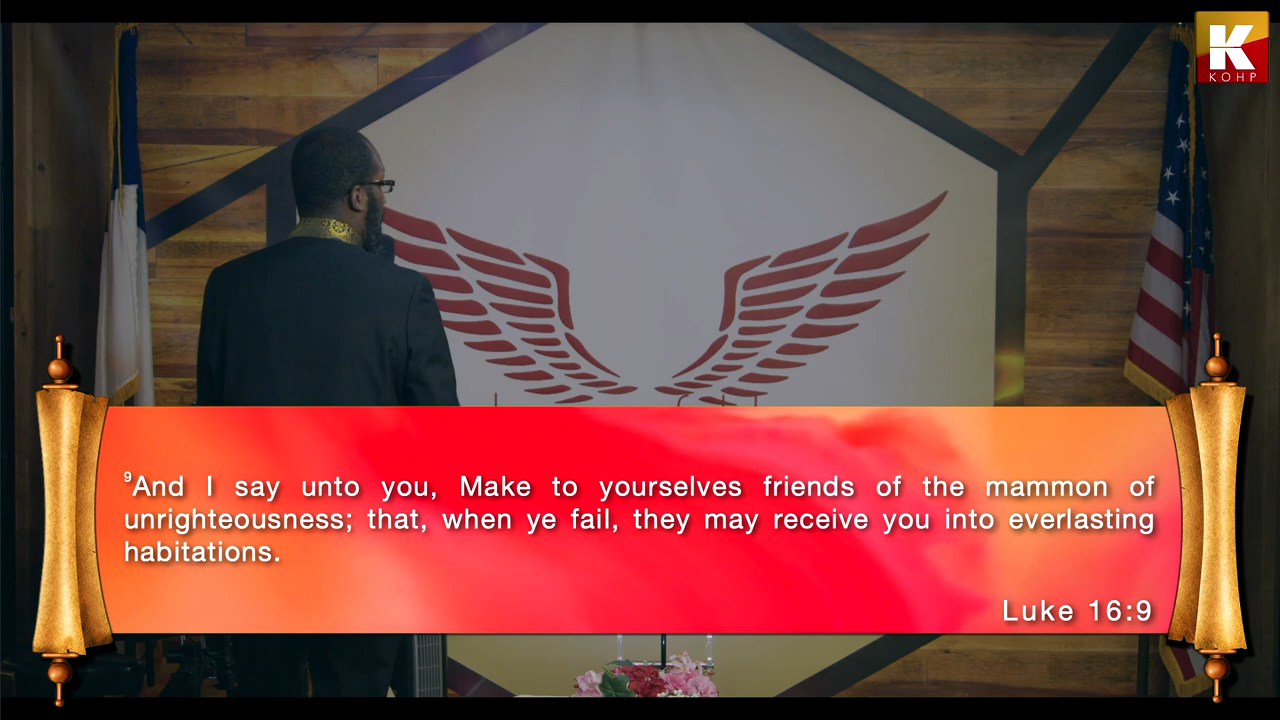 K
KOHP
⁹And I say unto you, Make to yourselves friends of the mammon of
unrighteousness; that, when ye fail, they may receive you into everlasting
habitations.
Luke 16:9